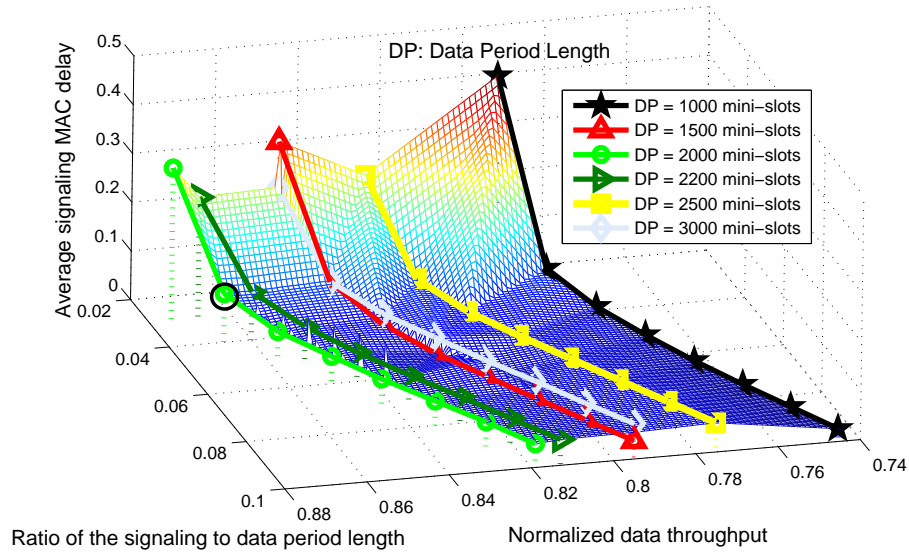 DP: Data Period Length
Average signaling MAC delay
0.5
0.4
0.3
0.2
0.1
0
DP = 1000 mini−slots
DP = 1500 mini−slots
DP = 2000 mini−slots
DP = 2200 mini−slots
DP = 2500 mini−slots
DP = 3000 mini−slots
0.02
0.04
0.06
0.08
0.1
0.88
0.86
0.84
0.82
0.8
0.78
0.76
0.74
Ratio of the signaling to data period length
Normalized data throughput